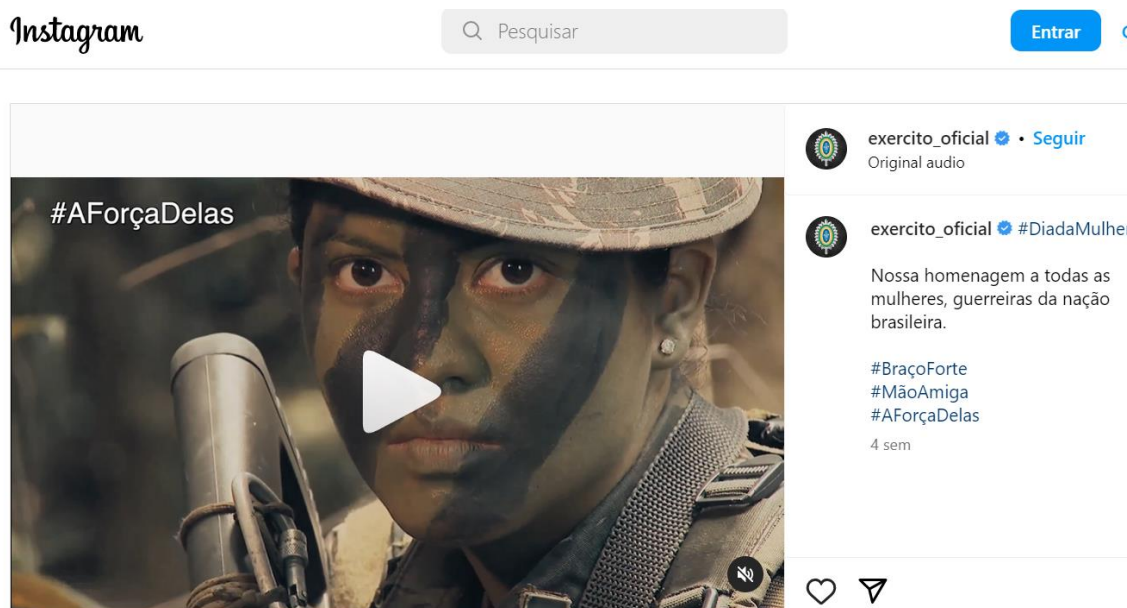 Instagram
Pesquisar
Entrar
#AForçaDelas
exercito_oficial • Seguir
Original audio
exercito_oficial #DiadaMulher
Nossa homenagem a todas as
mulheres, guerreiras da nação
brasileira.
#BraçoForte
#MãoAmiga
#AForçaDelas
4 sem